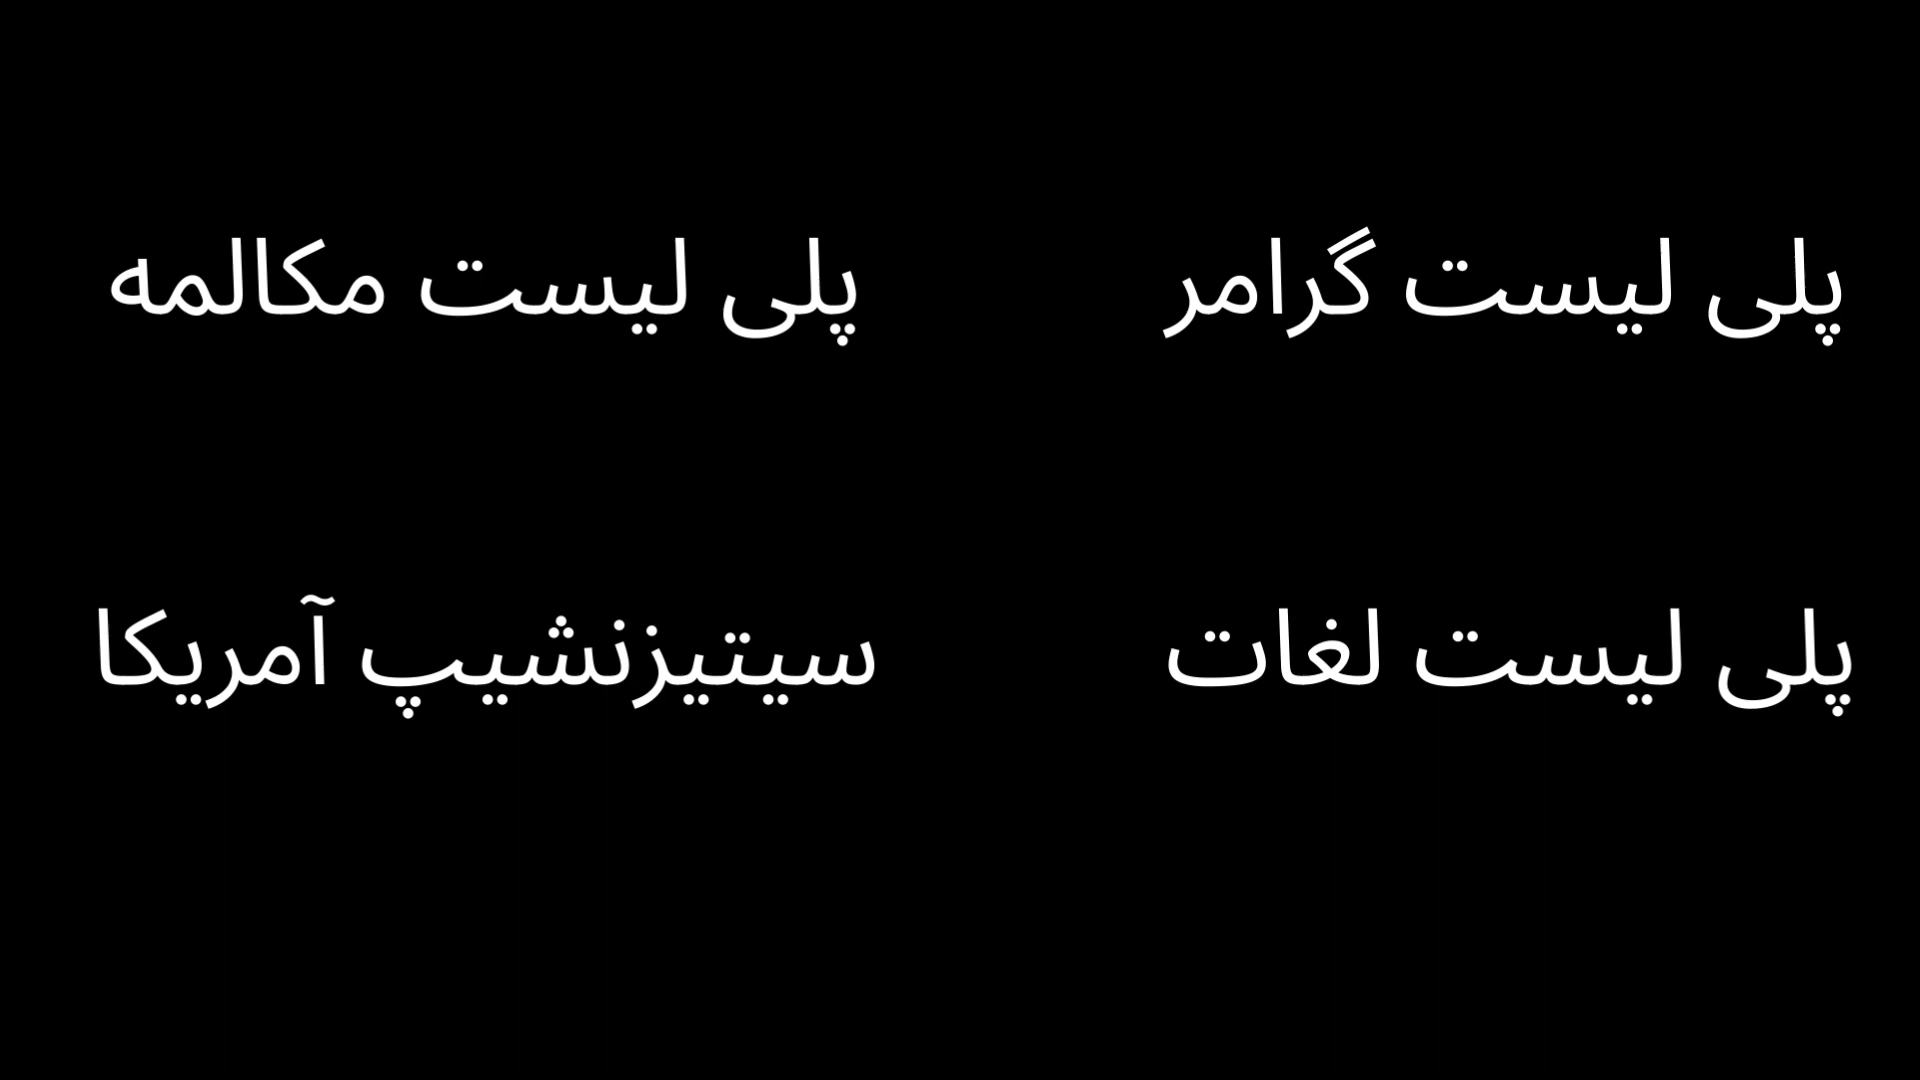 پلی لیست گرامر
پلی لیست مکالمه
پلی لیست لغات
سیتیزنشیپ آمریکا